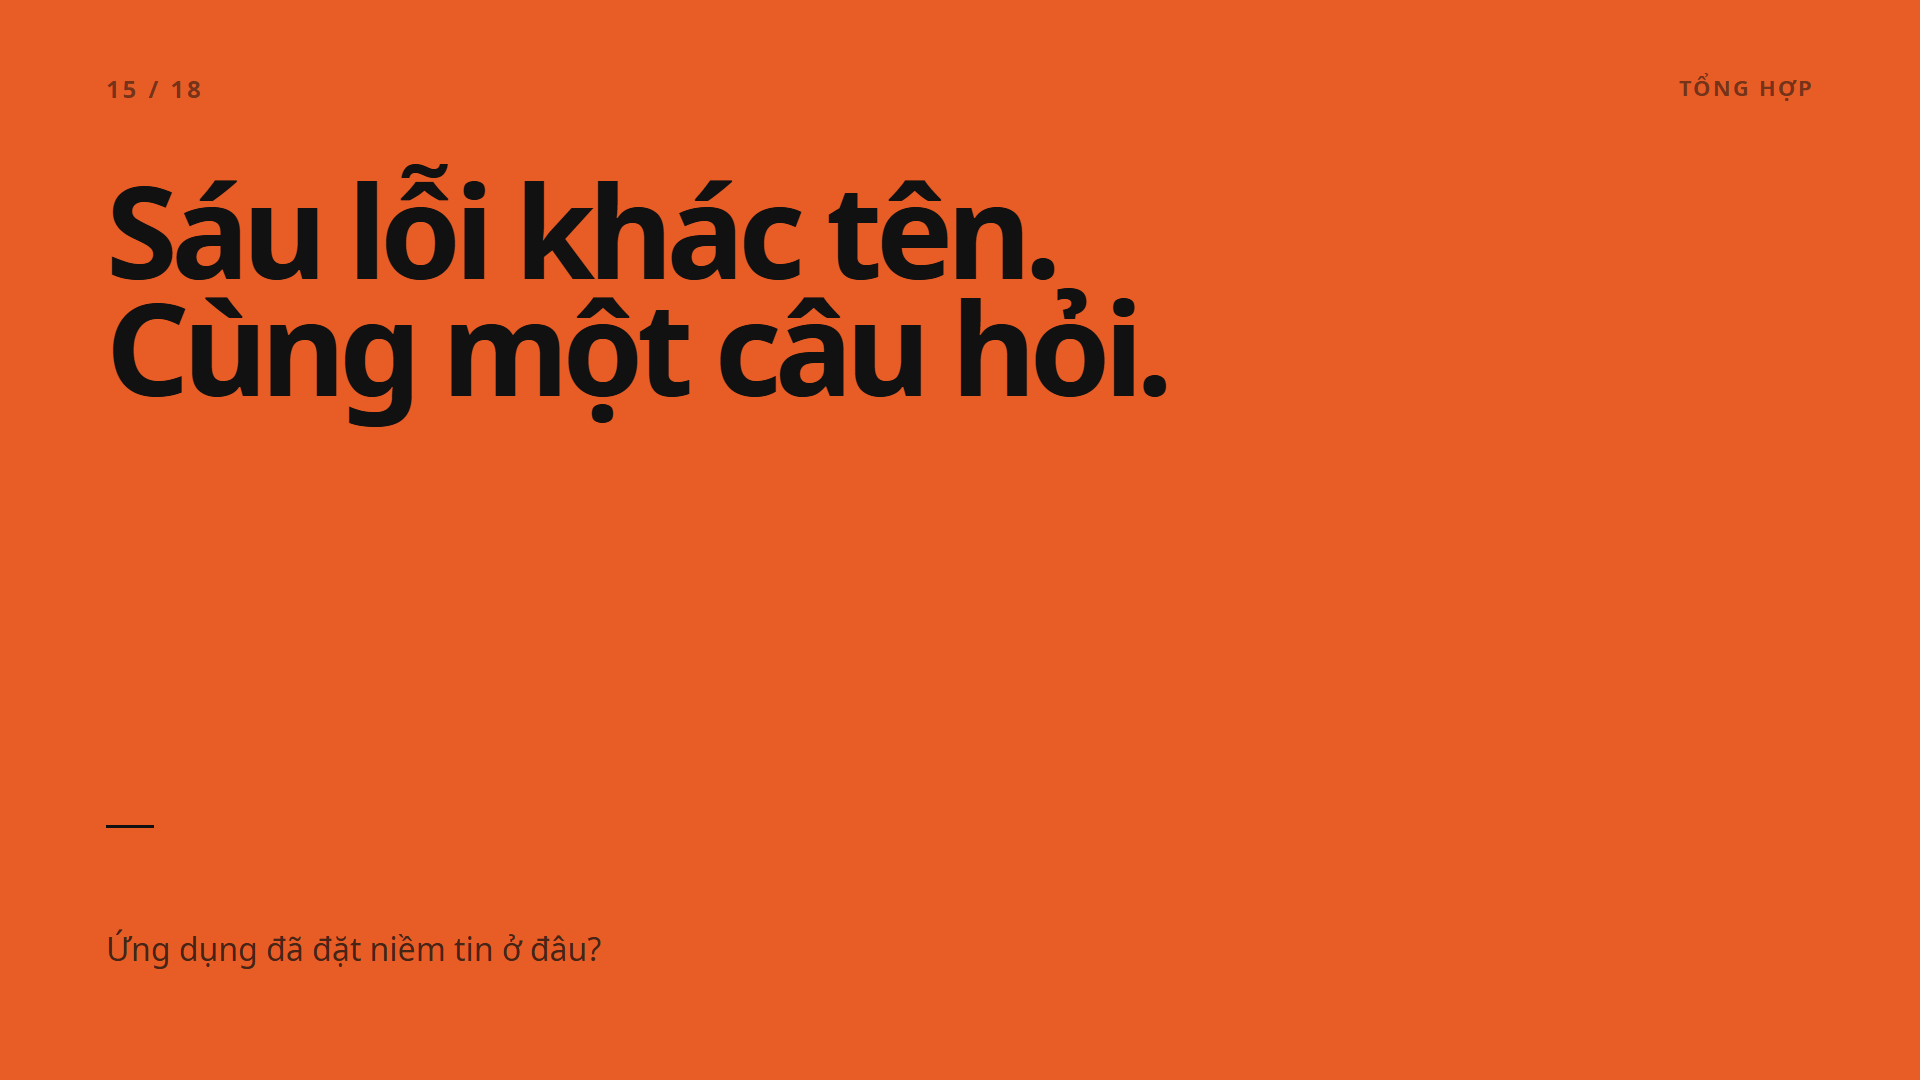 15 / 18
TỔNG HỢP
Sáu lỗi khác tên.
Cùng một câu hỏi.
Ứng dụng đã đặt niềm tin ở đâu?